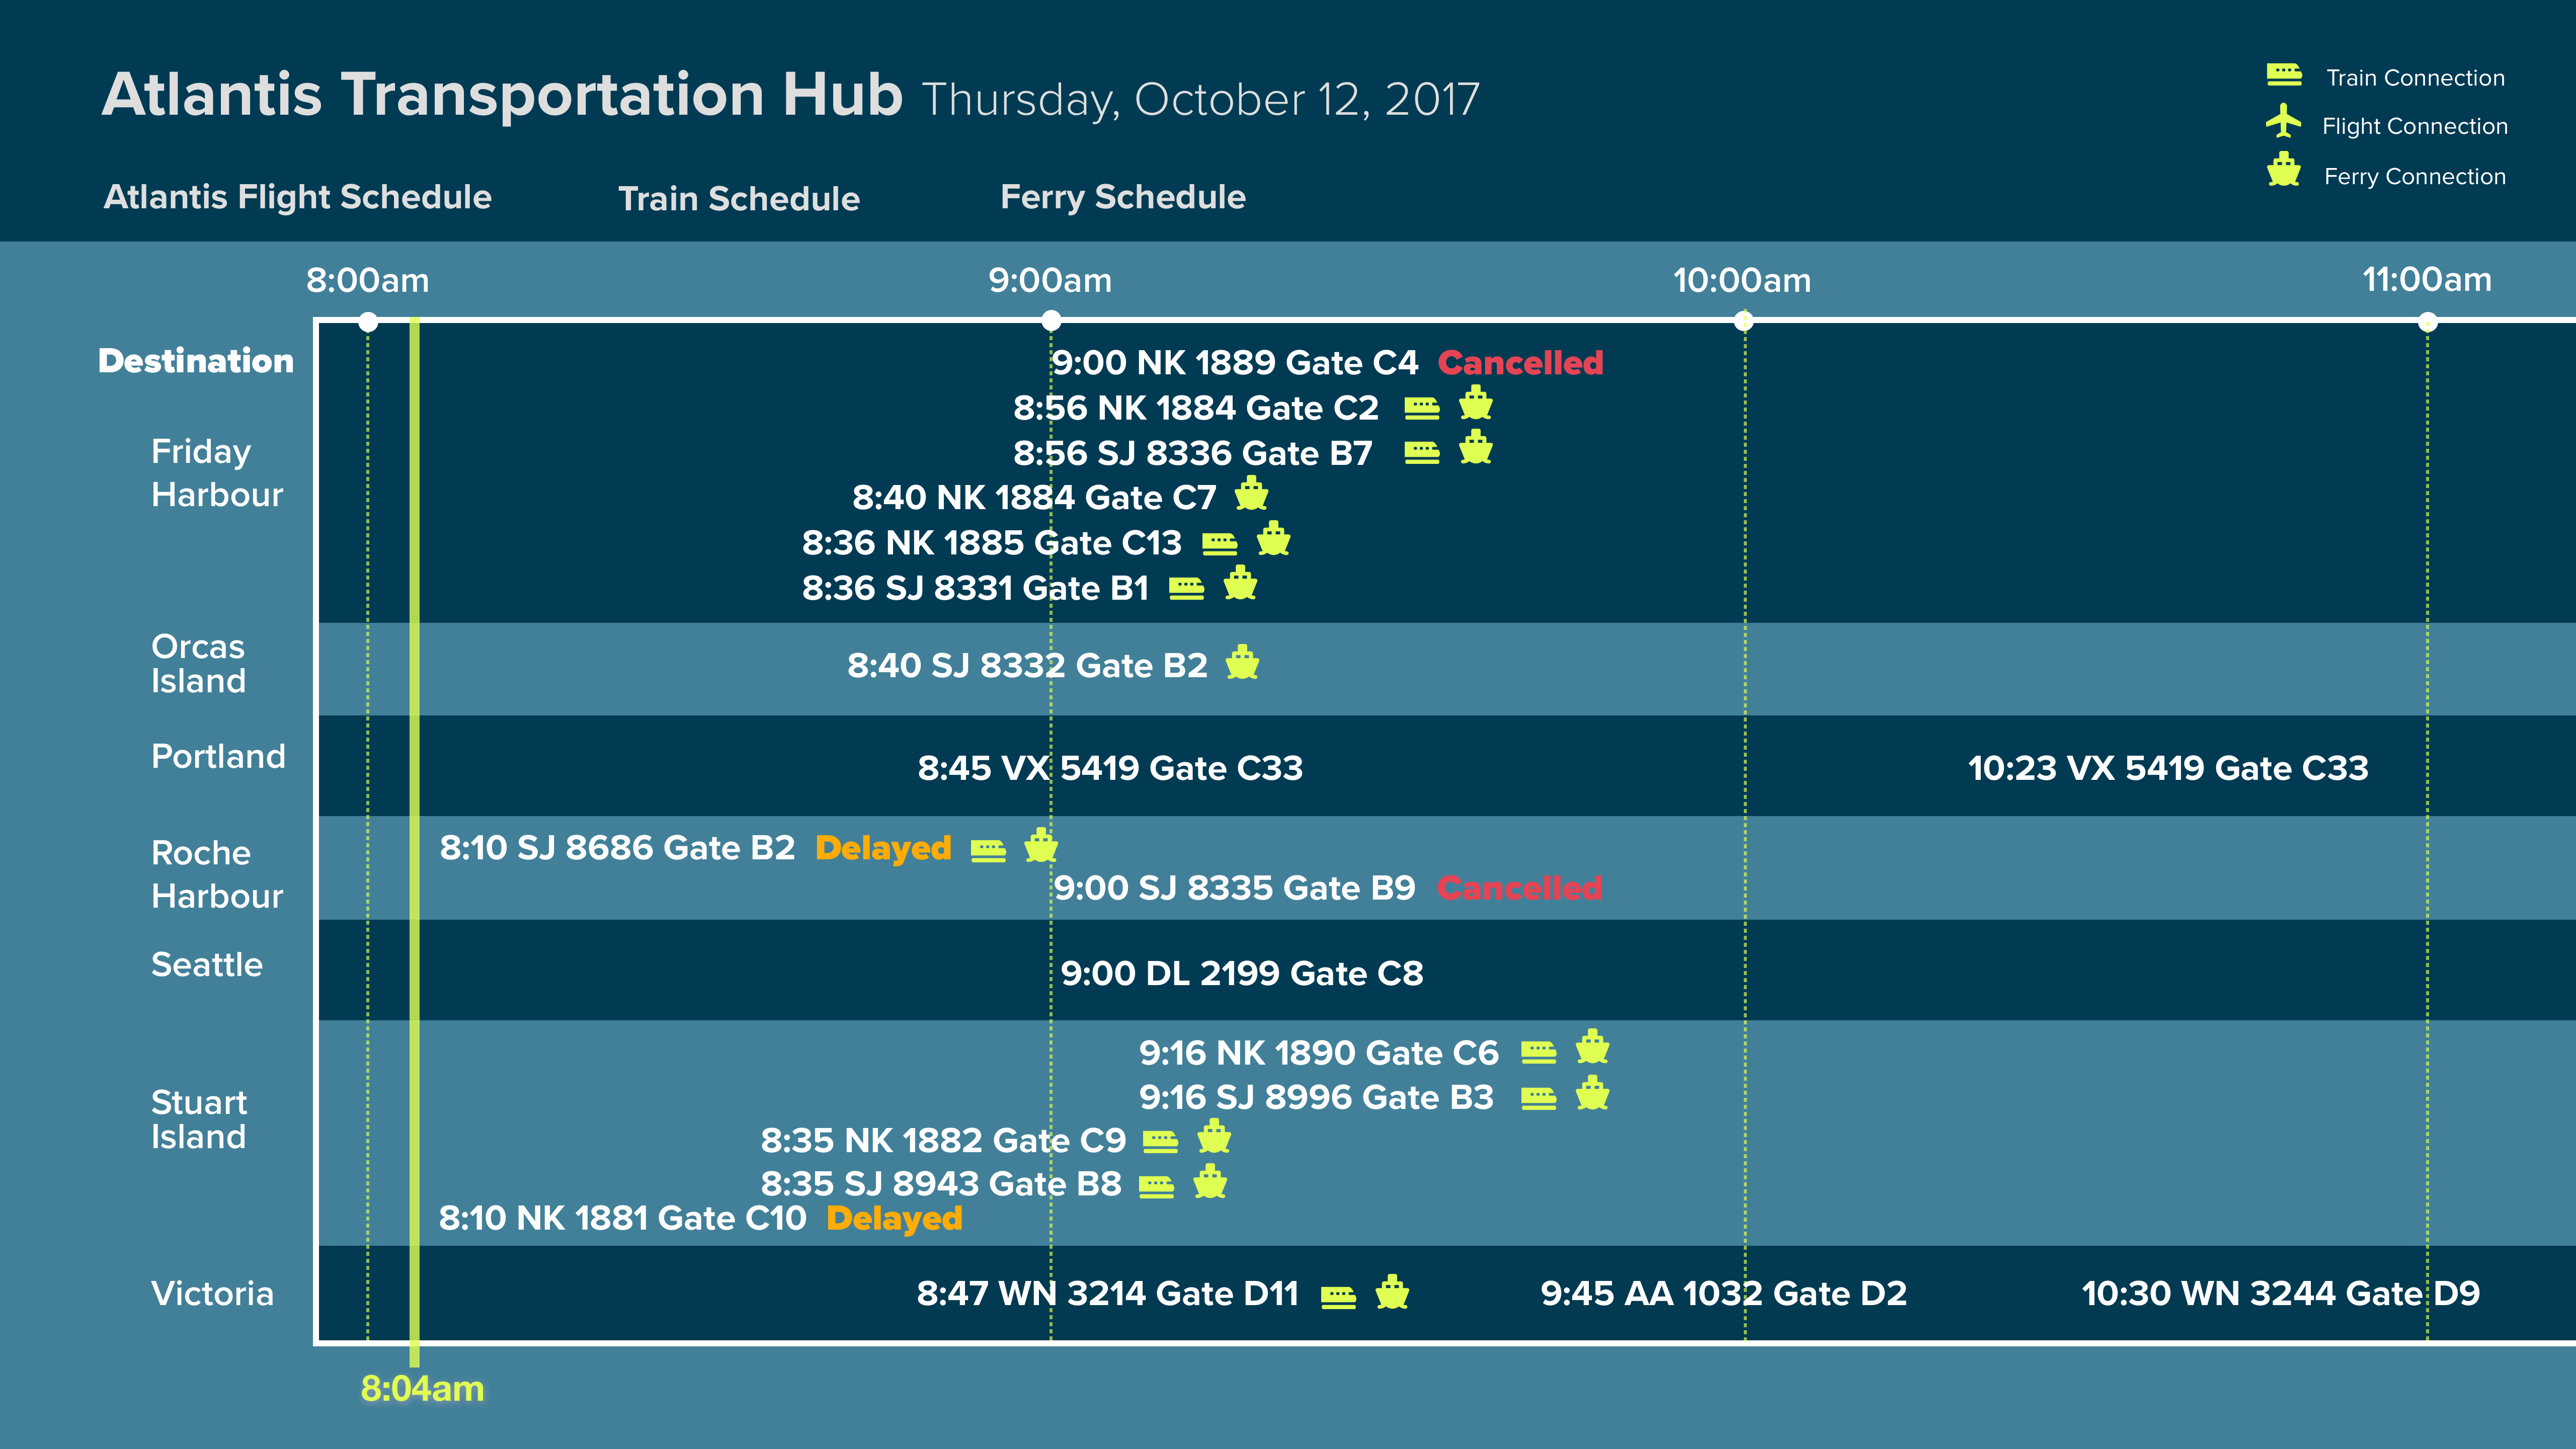 Atlantis Transportation Hub Thursday, October 12, 2017
Train Connection
Flight Connection
Ferry Connection
Atlantis Flight Schedule Train Schedule Ferry Schedule
8:00am 9:00am 10:00am 11:00am
Destination
9:00 NK 1889 Gate C4 Cancelled
8:56 NK 1884 Gate C2
Friday
Harbour
8:56 SJ 8336 Gate B7
8:40 NK 1884 Gate C7
8:36 NK 1885 Gate C13
8:36 SJ 8331 Gate B1
Orcas
Island
8:40 SJ 8332 Gate B2
Portland
8:45 VX 5419 Gate C33 10:23 VX 5419 Gate C33
Roche
Harbour
8:10 SJ 8686 Gate B2 Delayed
9:00 SJ 8335 Gate B9 Cancelled
Seattle
9:00 DL 2199 Gate C8
Stuart
Island
9:16 NK 1890 Gate C6
9:16 SJ 8996 Gate B3
8:35 NK 1882 Gate C9
8:35 SJ 8943 Gate B8
8:10 NK 1881 Gate C10 Delayed
Victoria
8:47 WN 3214 Gate D11 9:45 AA 1032 Gate D2 10:30 WN 3244 Gate D9
8:04am